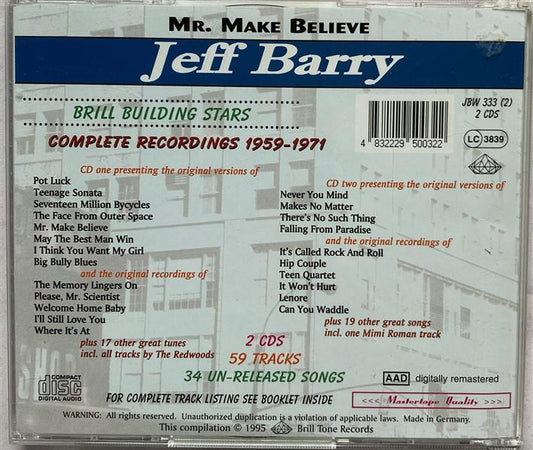 MR. MAKE BELIEVE
Jeff Barry
BRILL BUILDING STARS
COMPLETE RECORDINGS 1959-1971
4 832229 500322
JBW 333 (2)
2 CDS
LC 3839
CD one presenting the original versions of
Pot Luck
Teenage Sonata
Seventeen Million Bycycles
The Face From Outer Space
Mr. Make Believe
May The Best Man Win
I Think You Want My Girl
Big Bully Blues
and the original recordings of
The Memory Lingers On
Please, Mr. Scientist
Welcome Home Baby
I'll Still Love You
Where It's At
plus 17 other great tunes
incl. all tracks by The Redwoods
CD two presenting the original versions of
Never You Mind
Makes No Matter
There's No Such Thing
Falling From Paradise
and the original recordings of
It's Called Rock And Roll
Hip Couple
Teen Quartet
It Won't Hurt
Lenore
Can You Waddle
plus 19 other great songs
incl. one Mimi Roman track
2 CDS
59 TRACKS
34 UN-RELEASED SONGS
COMPACT
disc
DIGITAL AUDIO
FOR COMPLETE TRACK LISTING SEE BOOKLET INSIDE
AAD digitally remastered
<<< Mastertape Quality >>>
WARNING: All rights reserved. Unauthorized duplication is a violation of applicable laws. Made in Germany.
This compilation © 1995 Brill Tone Records